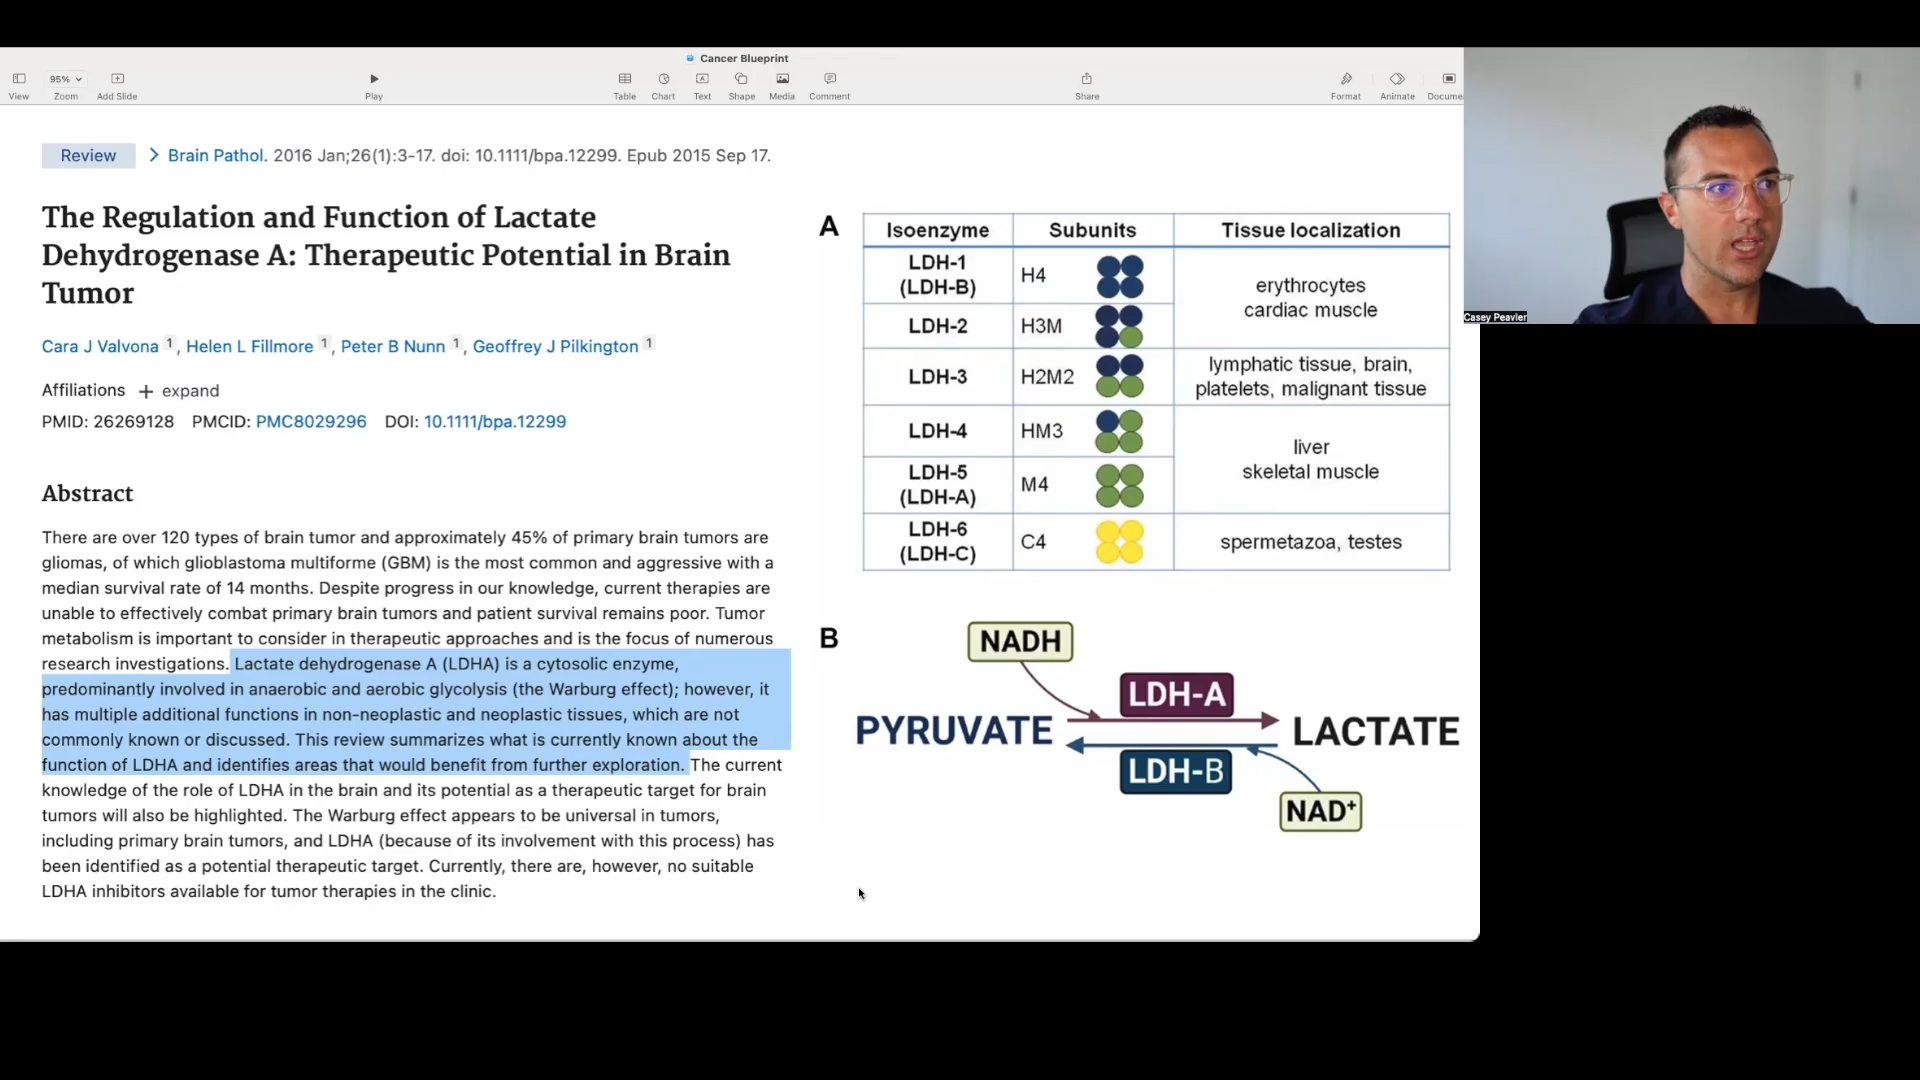 Cancer Blueprint
95%
View
Zoom
Add Slide
Play
Table
Chart
Text
Shape
Media
Comment
Share
Format
Animate
Docume
Casey Peavler
Review
Brain Pathol. 2016 Jan;26(1):3-17. doi: 10.1111/bpa.12299. Epub 2015 Sep 17.
The Regulation and Function of Lactate
Dehydrogenase A: Therapeutic Potential in Brain
Tumor
Cara J Valvona 1, Helen L Fillmore 1, Peter B Nunn 1, Geoffrey J Pilkington 1
Affiliations + expand
PMID: 26269128 PMCID: PMC8029296 DOI: 10.1111/bpa.12299
Abstract
There are over 120 types of brain tumor and approximately 45% of primary brain tumors are
gliomas, of which glioblastoma multiforme (GBM) is the most common and aggressive with a
median survival rate of 14 months. Despite progress in our knowledge, current therapies are
unable to effectively combat primary brain tumors and patient survival remains poor. Tumor
metabolism is important to consider in therapeutic approaches and is the focus of numerous
research investigations. Lactate dehydrogenase A (LDHA) is a cytosolic enzyme,
predominantly involved in anaerobic and aerobic glycolysis (the Warburg effect); however, it
has multiple additional functions in non-neoplastic and neoplastic tissues, which are not
commonly known or discussed. This review summarizes what is currently known about the
function of LDHA and identifies areas that would benefit from further exploration. The current
knowledge of the role of LDHA in the brain and its potential as a therapeutic target for brain
tumors will also be highlighted. The Warburg effect appears to be universal in tumors,
including primary brain tumors, and LDHA (because of its involvement with this process) has
been identified as a potential therapeutic target. Currently, there are, however, no suitable
LDHA inhibitors available for tumor therapies in the clinic.
A
Isoenzyme Subunits Tissue localization
LDH-1
(LDH-B)
H4
erythrocytes
cardiac muscle
LDH-2
H3M
LDH-3
H2M2
lymphatic tissue, brain,
platelets, malignant tissue
LDH-4
HM3
liver
skeletal muscle
LDH-5
(LDH-A)
M4
LDH-6
(LDH-C)
C4
spermetazoa, testes
B
NADH
LDH-A
PYRUVATE
LACTATE
LDH-B
NAD+